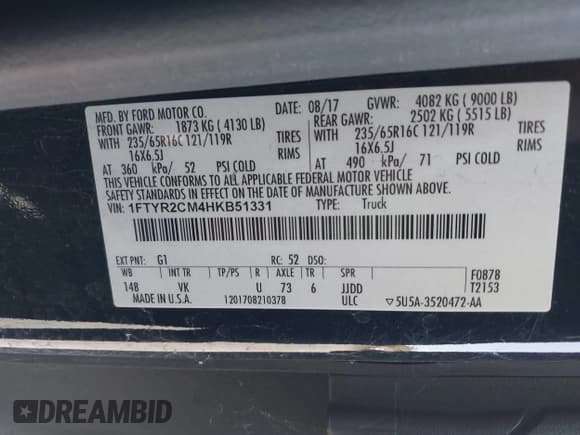 MFD. BY FORD MOTOR CO. DATE: 08/17 GVWR: 4082 KG ( 9000 LB)
FRONT GAWR: 1873 KG ( 4130 LB) REAR GAWR: 2502 KG ( 5515 LB)
WITH 235/65R16C 121/119R TIRES WITH 235/65R16C 121/119R TIRES
16X6.5J RIMS 16X6.5J RIMS
AT 360 kPa/ 52 PSI COLD AT 490 kPa/ 71 PSI COLD
THIS VEHICLE CONFORMS TO ALL APPLICABLE FEDERAL MOTOR VEHICLE
SAFETY STANDARDS IN EFFECT ON THE DATE OF MANUFACTURE SHOWN ABOVE.
VIN: 1FTYR2CM4HKB51331 TYPE: Truck
EXT PNT: G1 RC: 52 DSO: F0878
WB INT TR TP/PS R AXLE TR SPR T2153
14B VK U 73 6 JJDD
MADE IN U.S.A. 1201708210378 ULC ▽5U5A-3520472-AA
DREAMBID